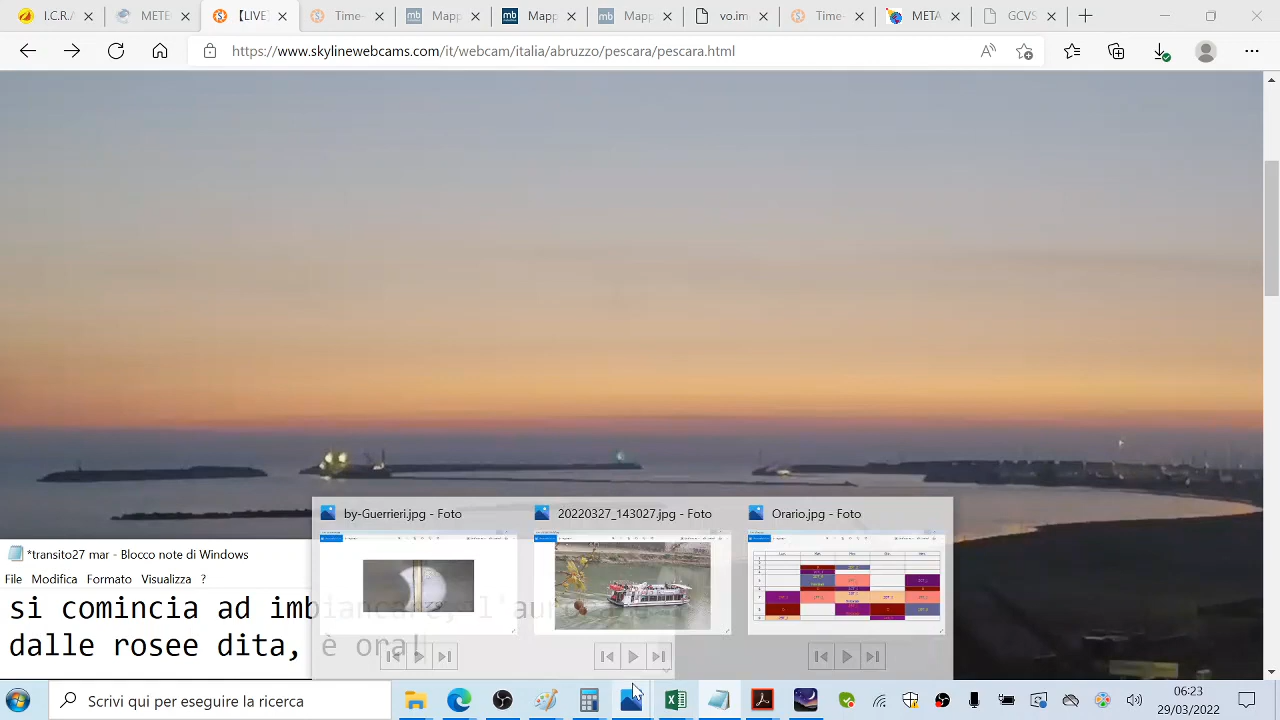 I.C.R.
METE
[LIVE
Time-
Mapp
Mapp
Mapp
vo.im
Time-
META
GCVS
https://www.skylinewebcams.com/it/webcam/italia/abruzzo/pescara/pescara.html
by-Guerrieri.jpg - Foto
20220327_143027.jpg - Foto
Orario.jpg - Foto
*transito27 mar - Blocco note di Windows
File Modifica Formato Visualizza ?
si comincia ad imbiancare, l'au
dalle rosee dita, è ora!
Scrivi qui per eseguire la ricerca
06:23
29/03/2022